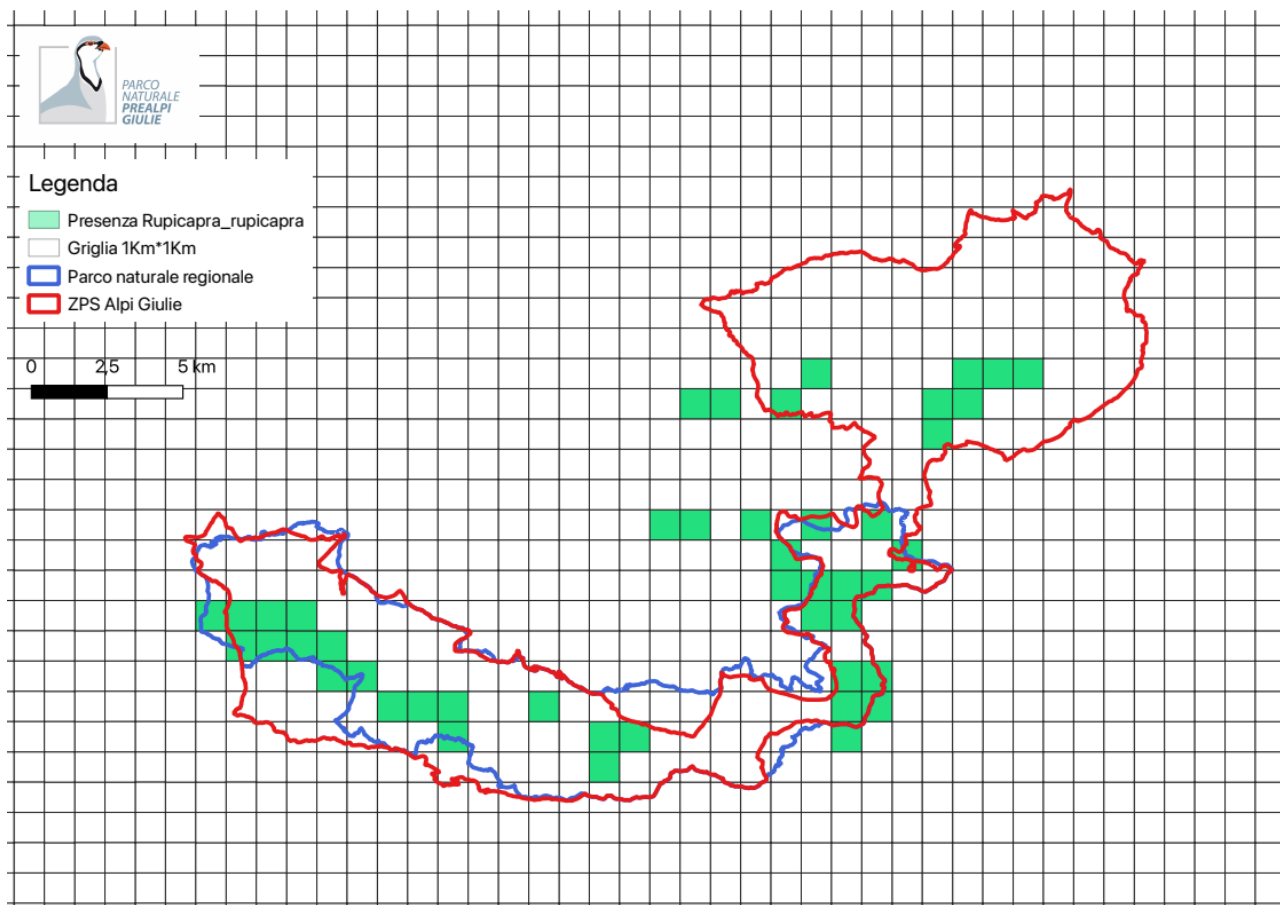 PARCO
NATURALE
PREALPI
GIULIE
Legenda
Presenza Rupicapra_rupicapra
Griglia 1Km*1Km
Parco naturale regionale
ZPS Alpi Giulie
0 2,5 5 km